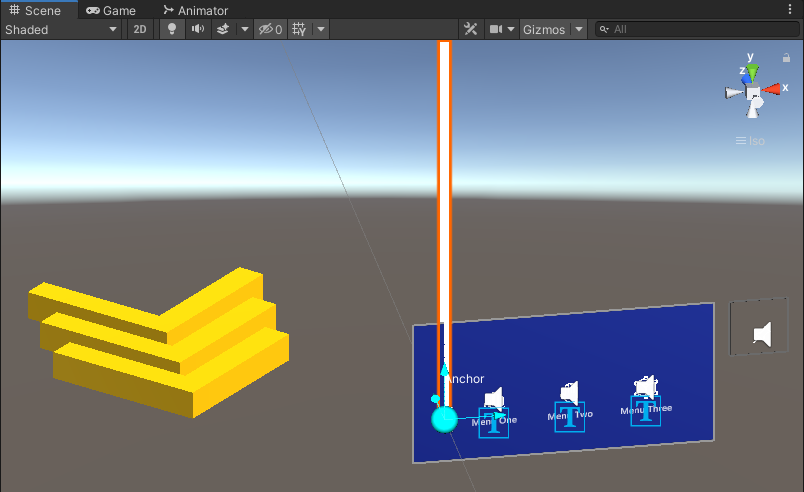 Scene
Game
Animator
Shaded
2D
0
Gizmos
All
y
z
x
Iso
Anchor
Menu One
Menu Two
Menu Three
T
T
T